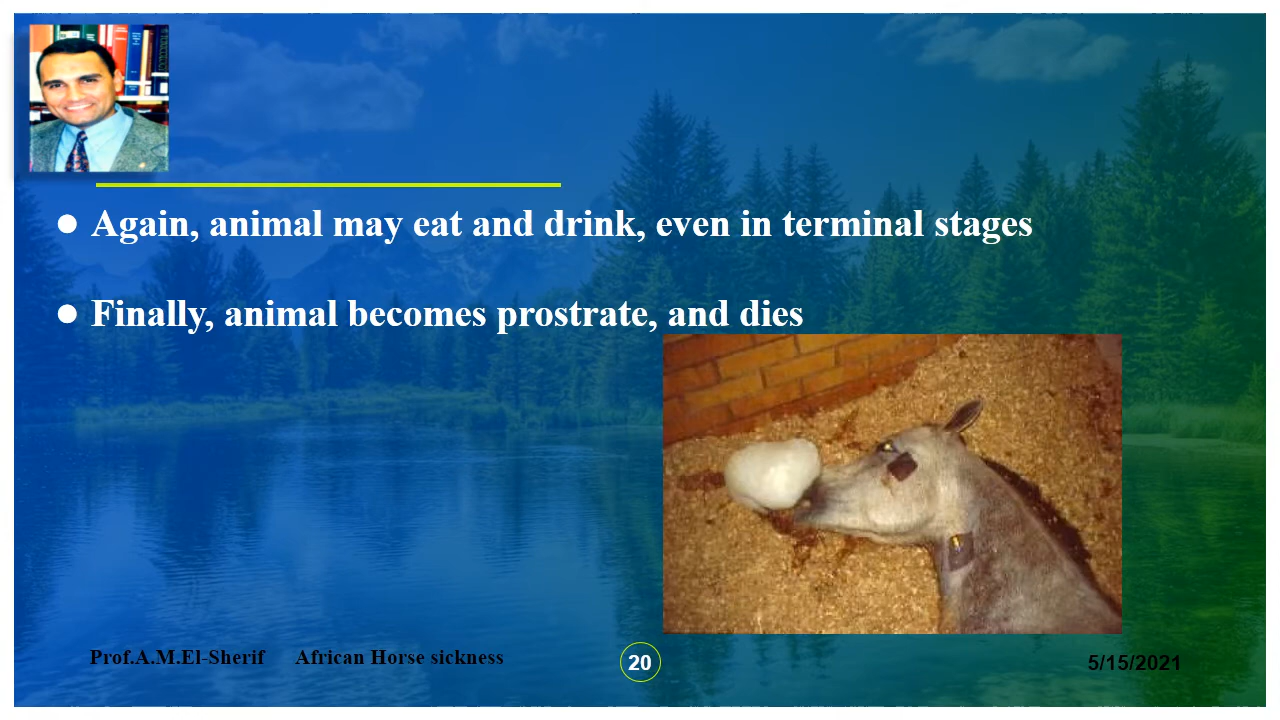 ● Again, animal may eat and drink, even in terminal stages
● Finally, animal becomes prostrate, and dies
Prof.A.M.El-Sherif African Horse sickness
20
5/15/2021